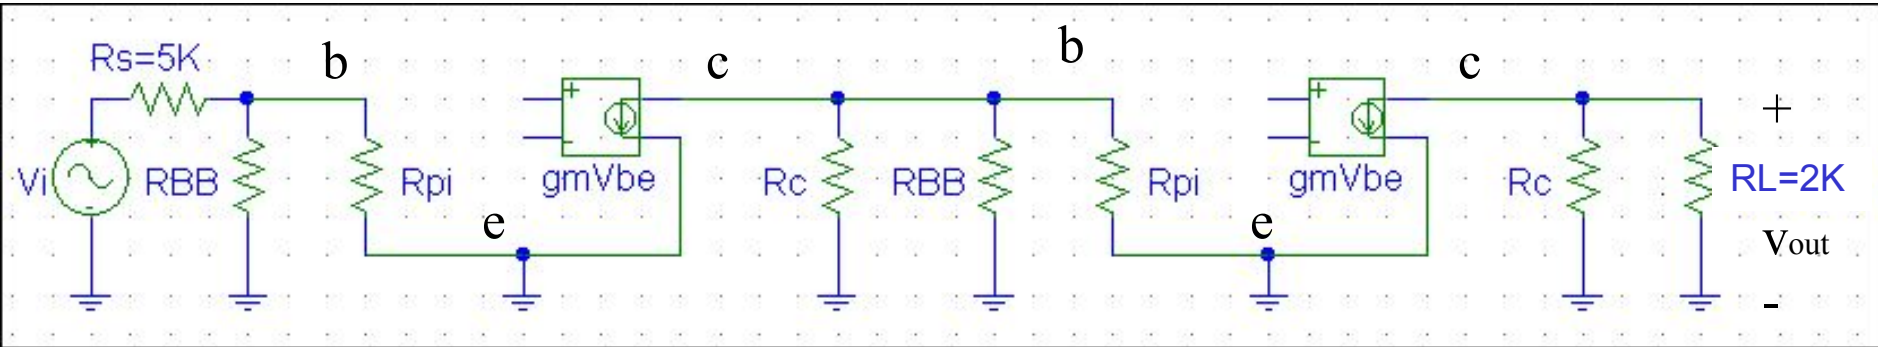 Rs=5K
b
c
b
c
+
Vi
RBB
Rpi
+
-
gmVbe
Rc
RBB
Rpi
+
-
gmVbe
Rc
RL=2K
e
e
Vout
-